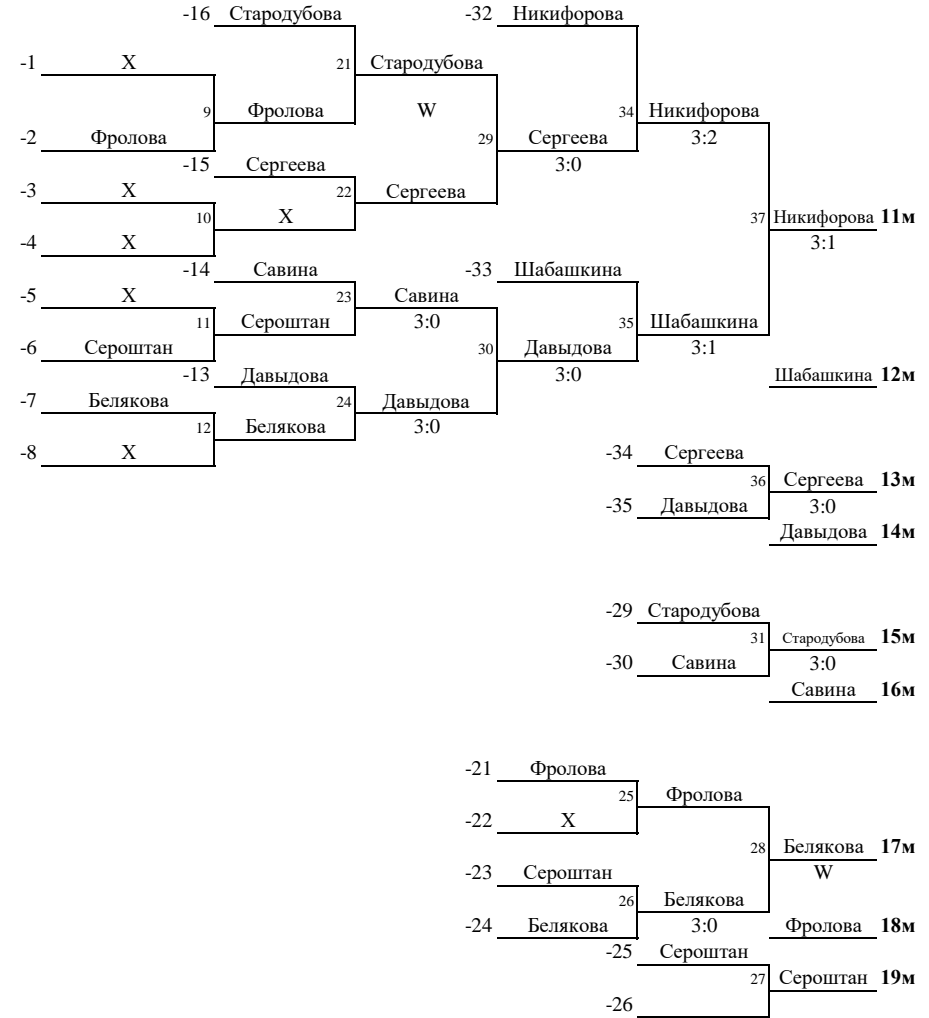 -16 Стародубова -32 Никифорова
-1 X 21 Стародубова
9 Фролова W 34 Никифорова
-2 Фролова 29 Сергеева 3:2
-15 Сергеева 3:0
-3 X 22 Сергеева
10 X 37 Никифорова 11м
-4 X 3:1
-14 Савина -33 Шабашкина
-5 X 23 Савина
11 Сероштан 3:0 35 Шабашкина
-6 Сероштан 30 Давыдова 3:1
-13 Давыдова 3:0 Шабашкина 12м
-7 Белякова 24 Давыдова
12 Белякова 3:0
-8 X -34 Сергеева
36 Сергеева 13м
-35 Давыдова 3:0
Давыдова 14м
-29 Стародубова
31 Стародубова 15м
-30 Савина 3:0
Савина 16м
-21 Фролова
25 Фролова
-22 X
28 Белякова 17м
-23 Сероштан W
26 Белякова
-24 Белякова 3:0 Фролова 18м
-25 Сероштан
27 Сероштан 19м
-26